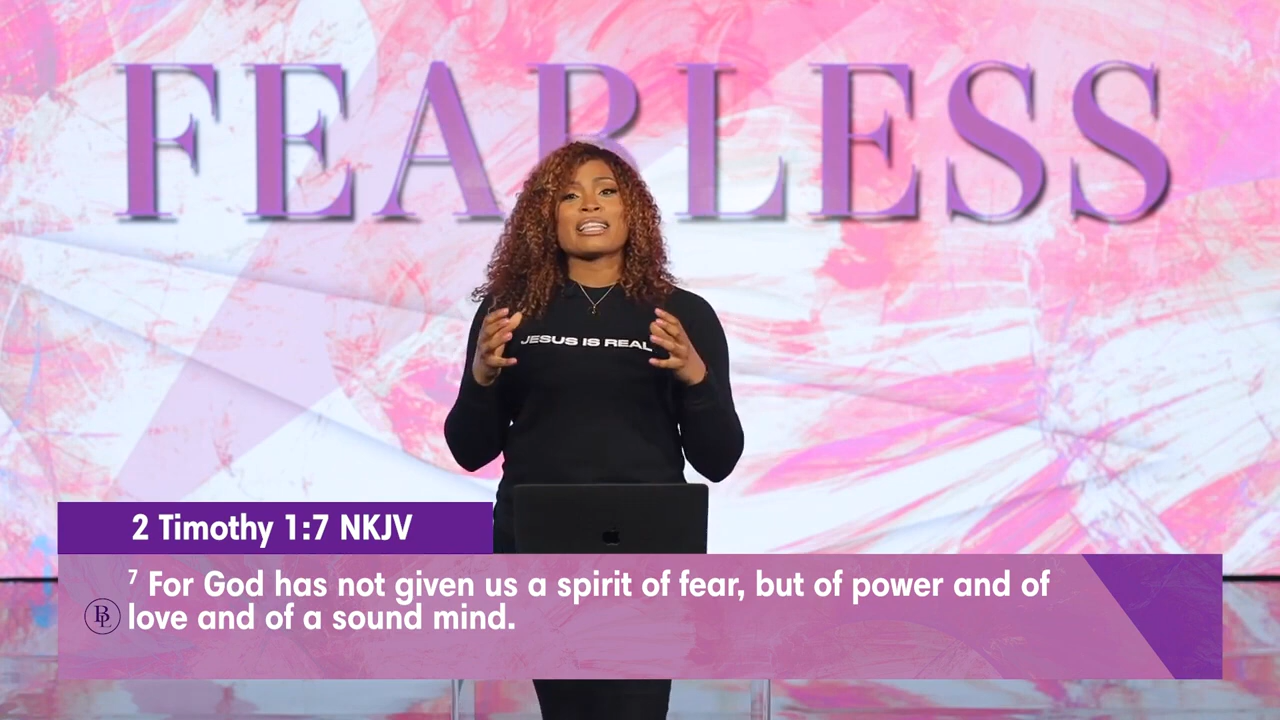 FEARLESS
JESUS IS REAL
2 Timothy 1:7 NKJV
7 For God has not given us a spirit of fear, but of power and of
love and of a sound mind.
BL